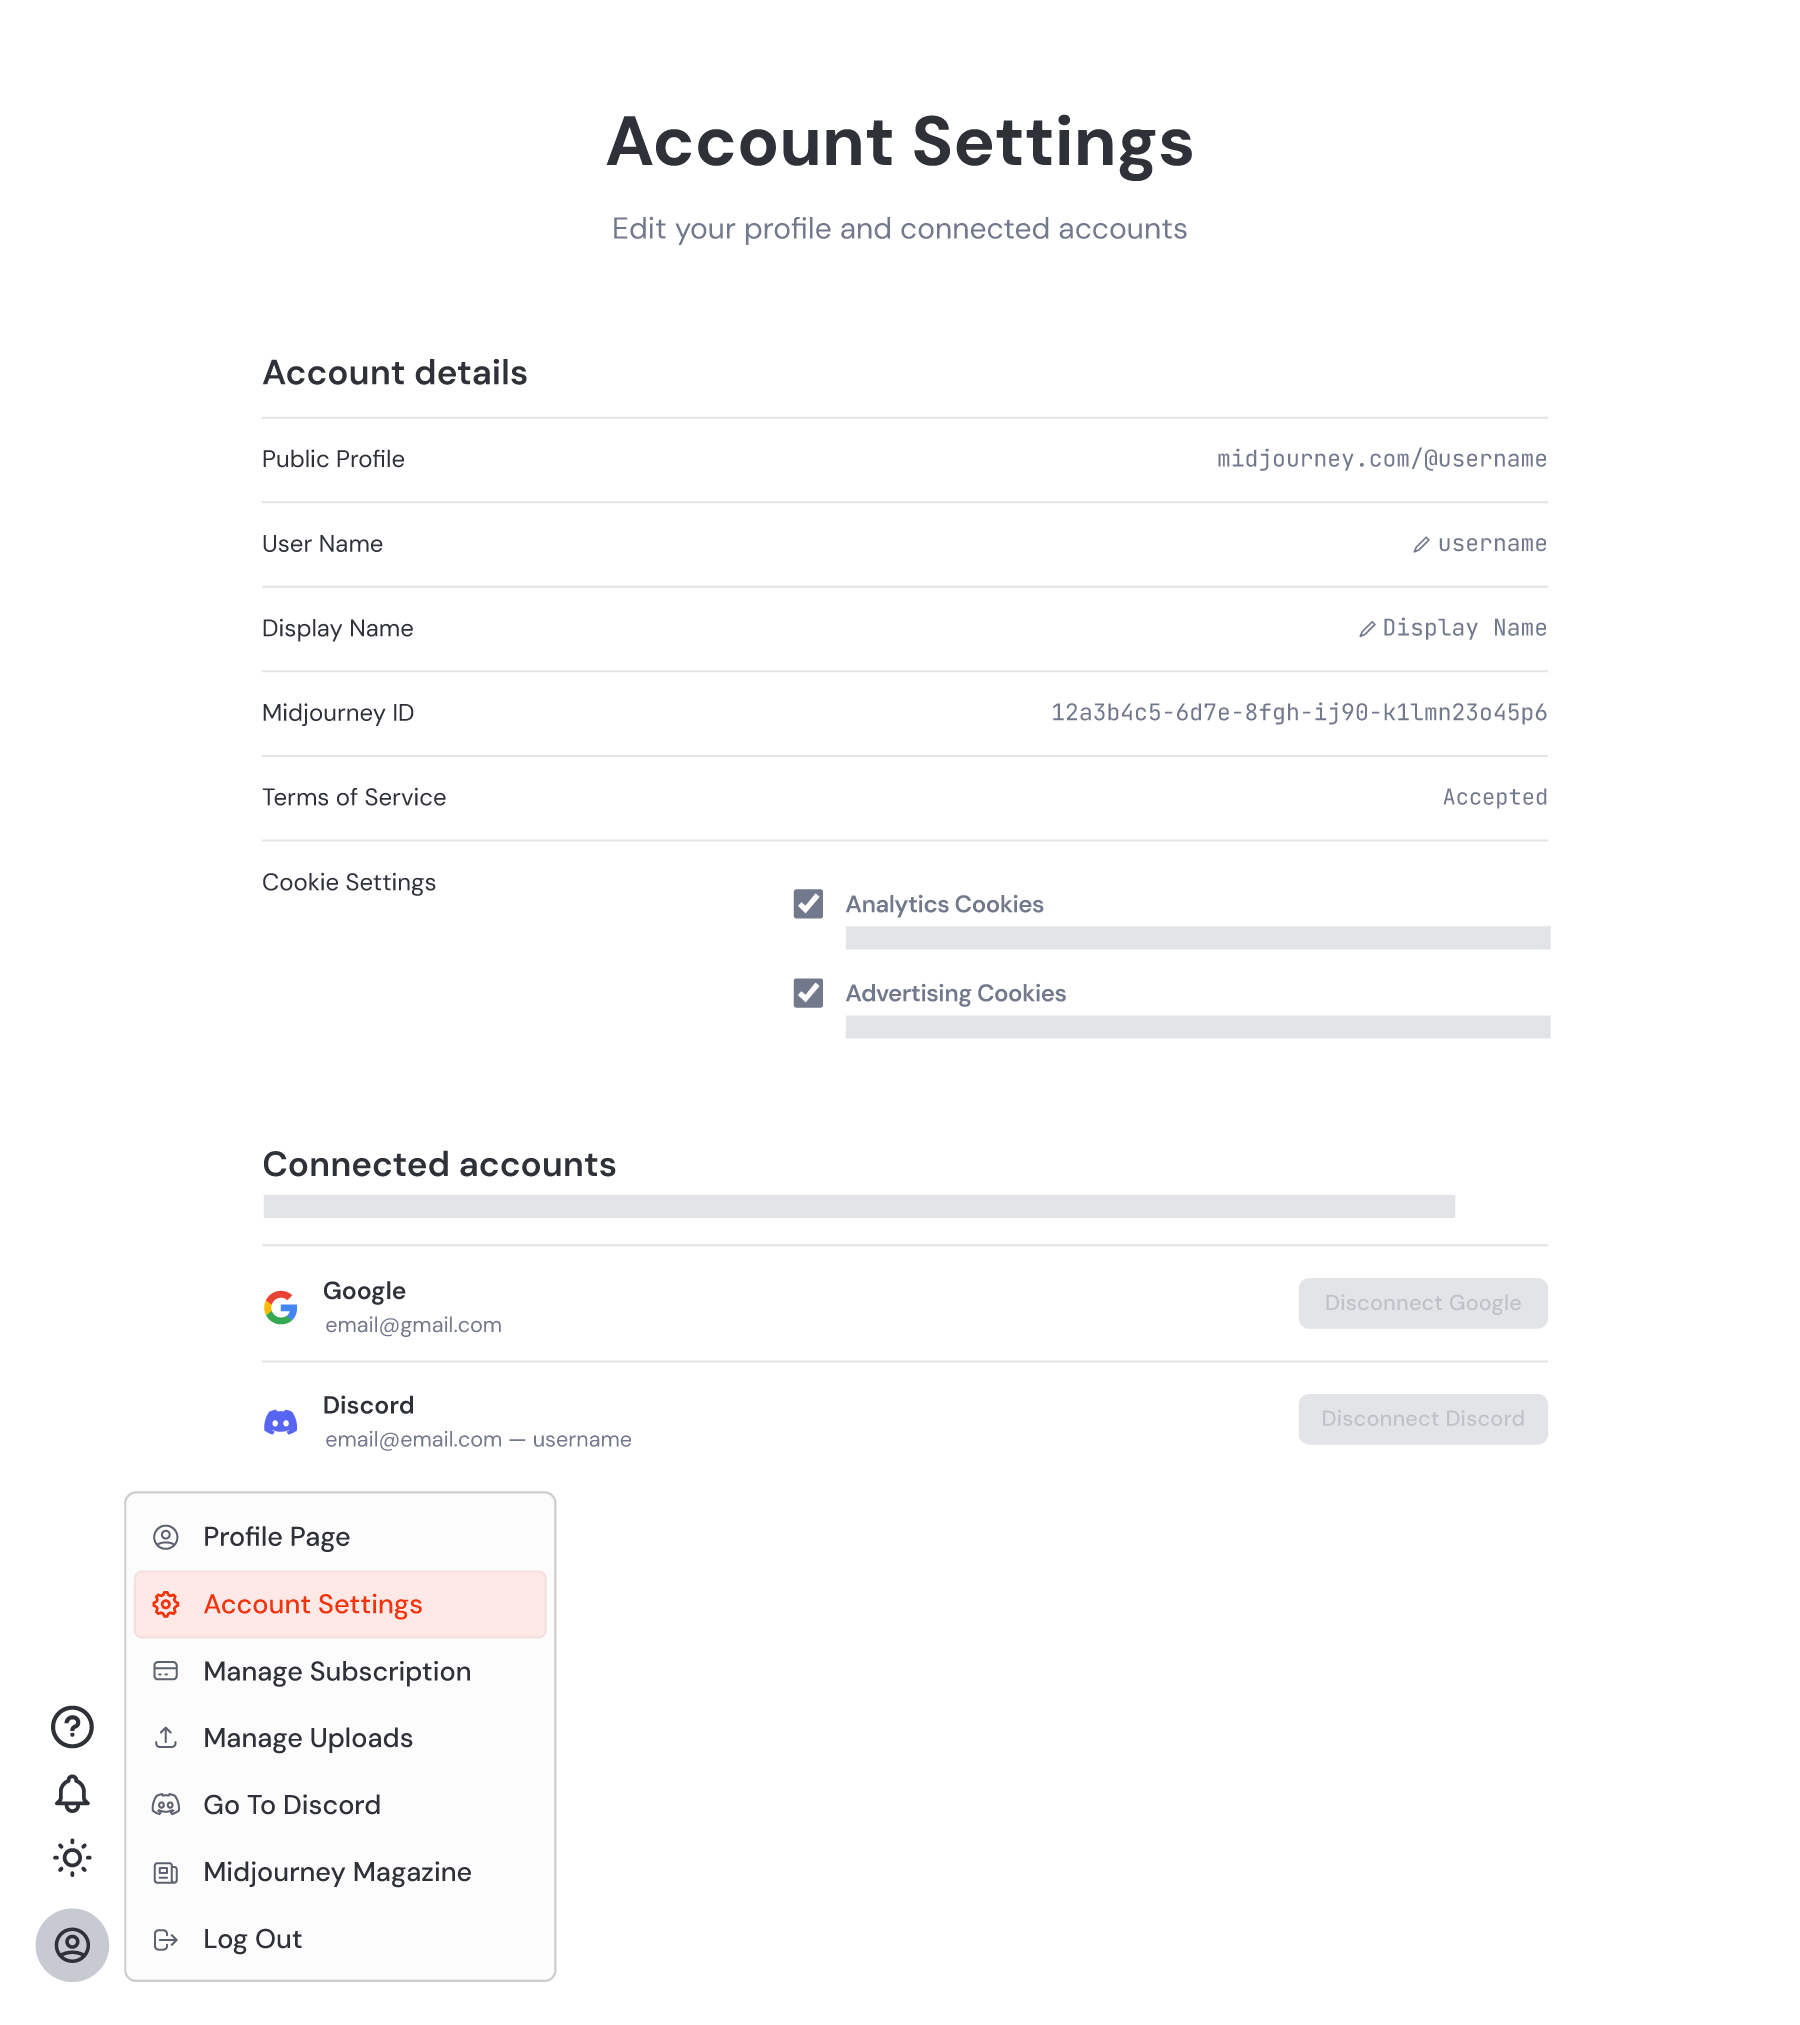 Account Settings
Edit your profile and connected accounts
Account details
Public Profile midjourney.com/@username
User Name username
Display Name Display Name
Midjourney ID 12a3b4c5-6d7e-8fgh-ij90-k1lmn23o45p6
Terms of Service Accepted
Cookie Settings
Analytics Cookies
Advertising Cookies
Connected accounts
Google
email@gmail.com
Disconnect Google
Discord
email@email.com — username
Disconnect Discord
Profile Page
Account Settings
Manage Subscription
Manage Uploads
Go To Discord
Midjourney Magazine
Log Out